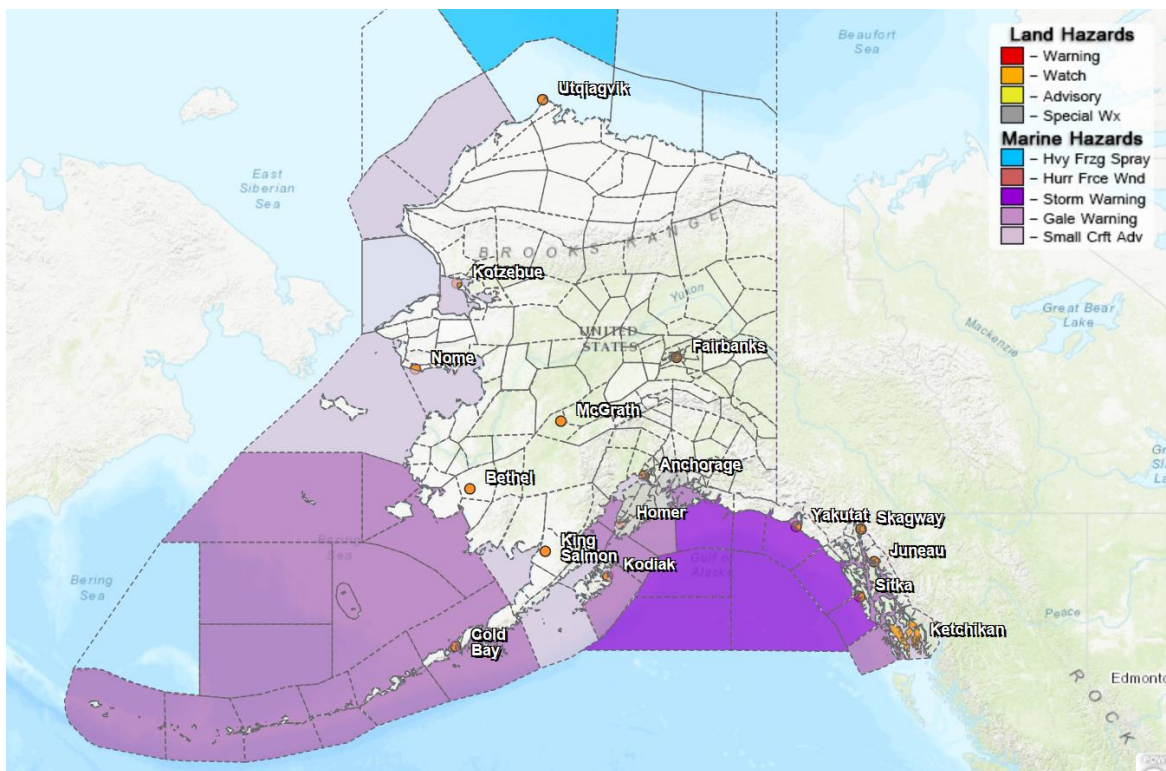 Beaufort
Sea
Land Hazards
– Warning
– Watch
– Advisory
– Special Wx
Marine Hazards
– Hvy Frzg Spray
– Hurr Frce Wnd
– Storm Warning
– Gale Warning
– Small Crft Adv
Utqiagvik
East
Siberian
Sea
BROOKS RANGE
Kotzebue
Great Bear
Lake
Yukon
Mackenzie
UNITED
STATES
Fairbanks
Nome
McGrath
Anchorage
Bethel
Homer
Yakutat
Skagway
King
Salmon
Kodiak
Gulf of
Alaska
Juneau
Bering
Sea
Sitka
Peace
Ketchikan
Cold
Bay
Edmonto
ROCK